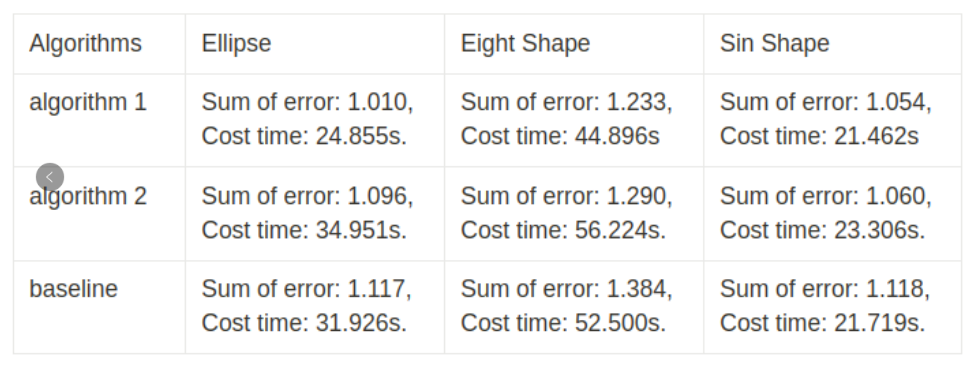 Algorithms Ellipse Eight Shape Sin Shape
algorithm 1 Sum of error: 1.010, Sum of error: 1.233, Sum of error: 1.054,
Cost time: 24.855s. Cost time: 44.896s Cost time: 21.462s
algorithm 2 Sum of error: 1.096, Sum of error: 1.290, Sum of error: 1.060,
Cost time: 34.951s. Cost time: 56.224s. Cost time: 23.306s.
baseline Sum of error: 1.117, Sum of error: 1.384, Sum of error: 1.118,
Cost time: 31.926s. Cost time: 52.500s. Cost time: 21.719s.